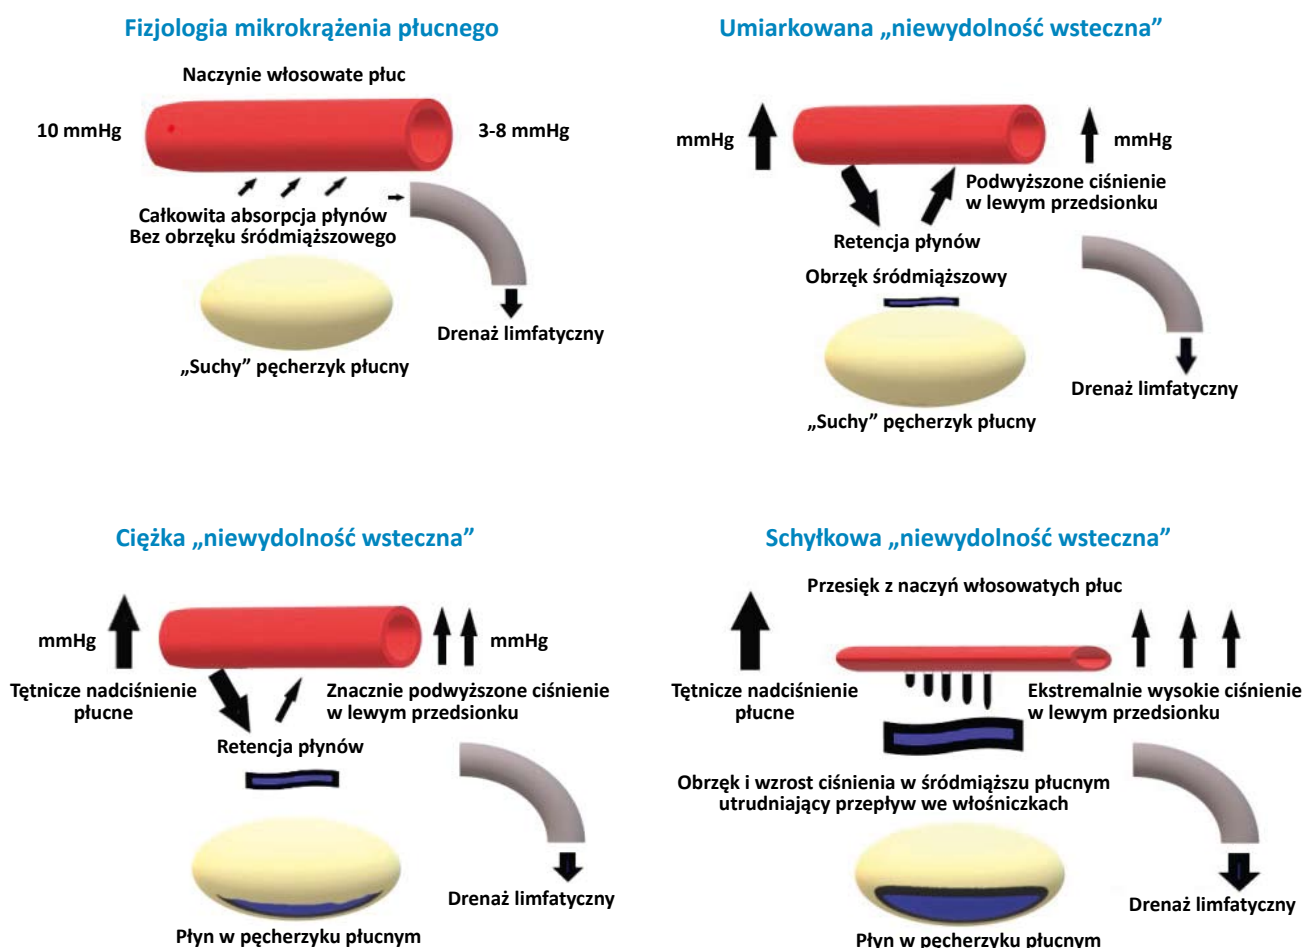 Fizjologia mikrokrążenia płucnego
Naczynie włosowate płuc
10 mmHg
3-8 mmHg
Całkowita absorpcja płynów
Bez obrzęku śródmiąższowego
Drenaż limfatyczny
„Suchy” pęcherzyk płucny
Umiarkowana „niewydolność wsteczna”
mmHg
mmHg
Podwyższone ciśnienie
w lewym przedsionku
Retencja płynów
Obrzęk śródmiąższowy
Drenaż limfatyczny
„Suchy” pęcherzyk płucny
Ciężka „niewydolność wsteczna”
mmHg
mmHg
Tętnicze nadciśnienie
płucne
Znacznie podwyższone ciśnienie
w lewym przedsionku
Retencja płynów
Drenaż limfatyczny
Płyn w pęcherzyku płucnym
Schyłkowa „niewydolność wsteczna”
Przesięk z naczyń włosowatych płuc
Tętnicze nadciśnienie
płucne
Ekstremalnie wysokie ciśnienie
w lewym przedsionku
Obrzęk i wzrost ciśnienia w śródmiąższu płucnym
utrudniający przepływ we włośniczkach
Drenaż limfatyczny
Płyn w pęcherzyku płucnym